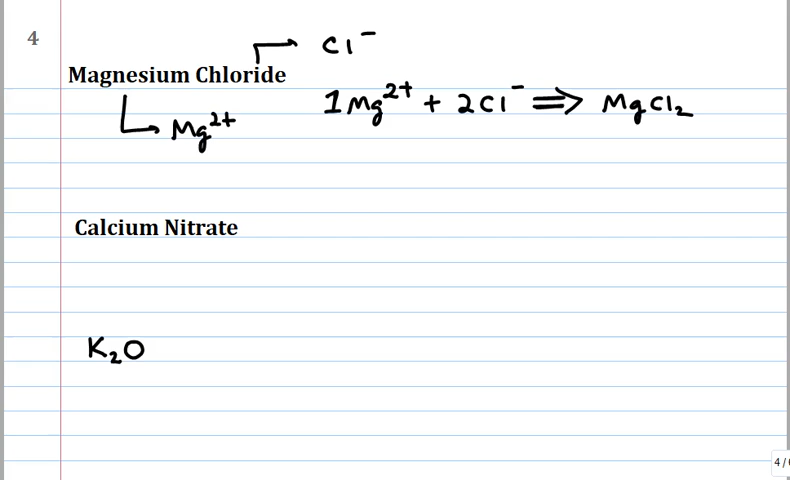 4
Cl⁻
Magnesium Chloride
1Mg²⁺ + 2Cl⁻ ⇒ MgCl₂
Mg²⁺
Calcium Nitrate
K₂O